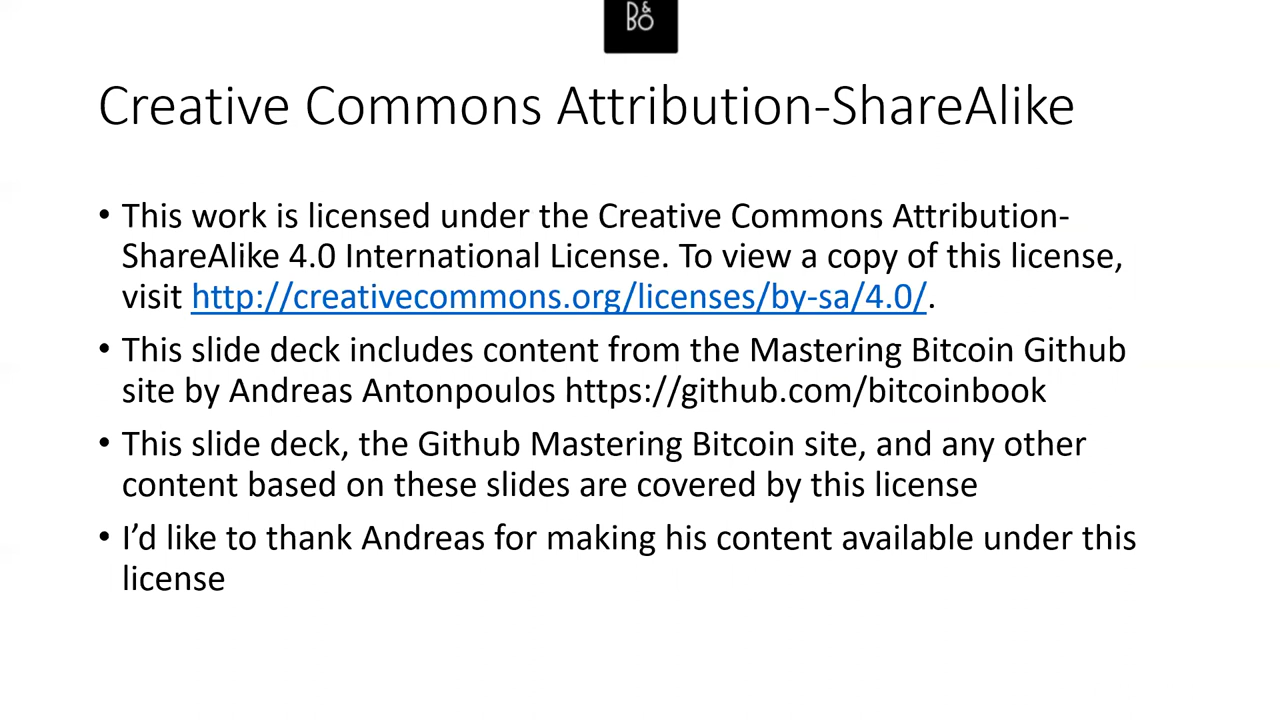 B&O
Creative Commons Attribution-ShareAlike
• This work is licensed under the Creative Commons Attribution-
ShareAlike 4.0 International License. To view a copy of this license,
visit http://creativecommons.org/licenses/by-sa/4.0/.
• This slide deck includes content from the Mastering Bitcoin Github
site by Andreas Antonpoulos https://github.com/bitcoinbook
• This slide deck, the Github Mastering Bitcoin site, and any other
content based on these slides are covered by this license
• I’d like to thank Andreas for making his content available under this
license